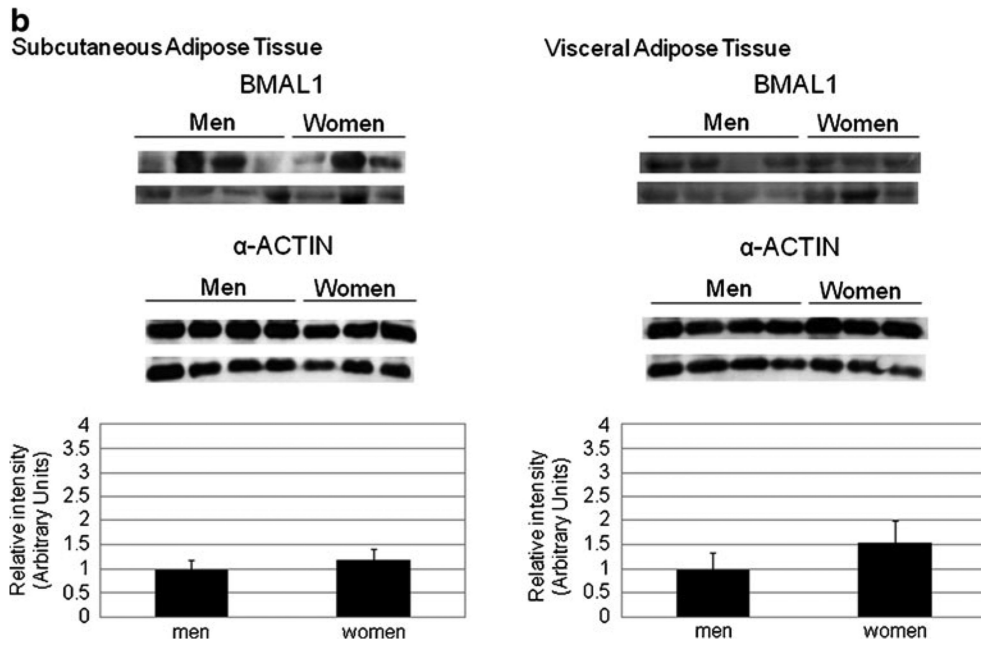 b
Subcutaneous Adipose Tissue
BMAL1
Men Women
α-ACTIN
Men Women
4
3.5
3
2.5
2
1.5
1
0.5
0
Relative intensity
(Arbitrary Units)
men women
Visceral Adipose Tissue
BMAL1
Men Women
α-ACTIN
Men Women
4
3.5
3
2.5
2
1.5
1
0.5
0
Relative intensity
(Arbitrary Units)
men women